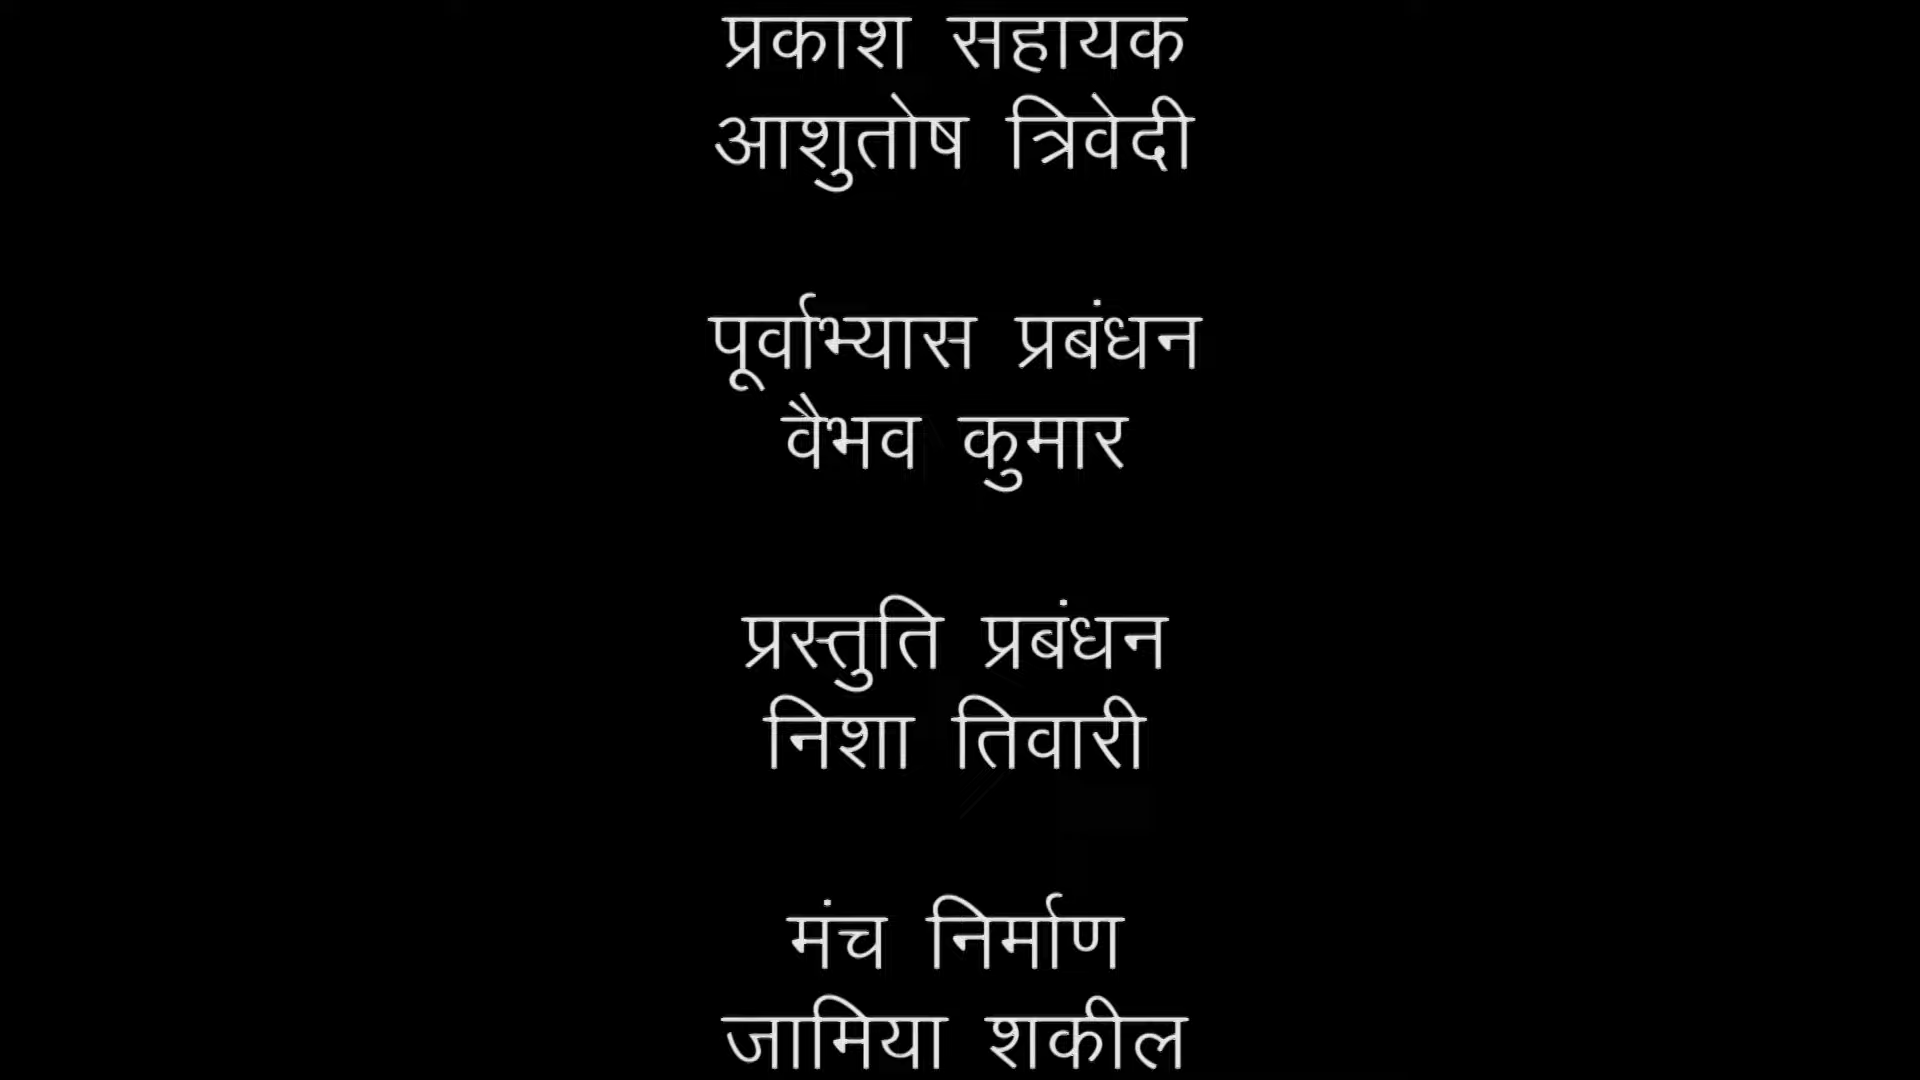 प्रकाश सहायक
आशुतोष त्रिवेदी
पूर्वाभ्यास प्रबंधन
वैभव कुमार
प्रस्तुति प्रबंधन
निशा तिवारी
मंच निर्माण
जामिया शकील